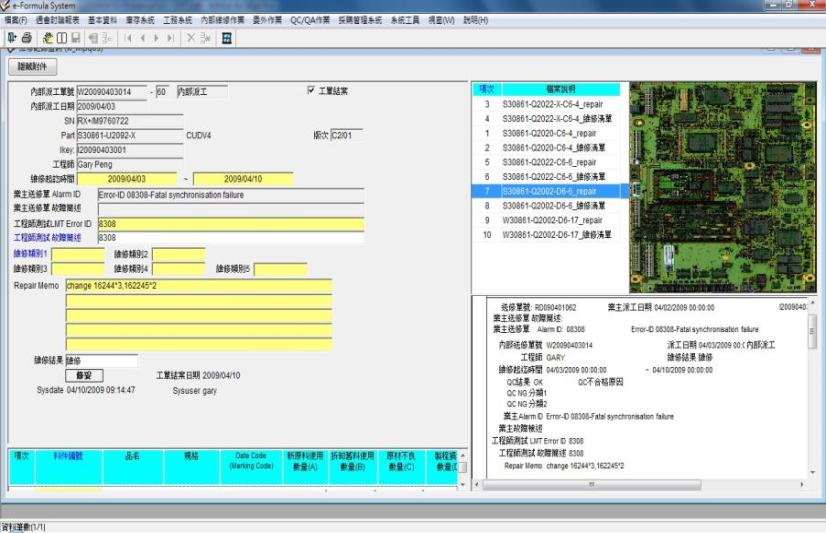 e-Formula System
檔案(F) 週會討論報表 基本資料 庫存系統 工務系統 內部維修作業 委外作業 QC/QA作業 採購管理系統 系統工具 視窗(W) 說明(H)
隱藏附件
內部派工單號 W20090403014 - 60 內部派工 工單結案
內部派工日期 2009/04/03
SN RX+/M9760722
Part S30861-U2092-X CUDV4 版次 C2/01
Ikey: I20090403001
工程師 Gary Peng
維修起訖時間 2009/04/03 ~ 2009/04/10
業主送修單 Alarm ID Error-ID 08308-Fatal synchronisation failure
業主送修單 故障簡述
工程師測試LMT Error ID 8308
工程師測試 故障簡述 8308
維修類別1 維修類別2
維修類別3 維修類別4 維修類別5
Repair Memo change 16244*3,162245*2
維修結果 維修
修妥 工單結案日期 2009/04/10
Sysdate 04/10/2009 09:14:47 Sysuser gary
項次 料件編號 品名 規格 Date Code (Marking Code) 新原料使用數量(A) 拆卸舊料使用數量(B) 原材不良數量(C)
項次 檔案說明
3 S30861-Q2022-X-C6-4_repair
4 S30861-Q2022-X-C6-4_維修清單
1 S30861-Q2020-C6-4_repair
2 S30861-Q2020-C6-4_維修清單
5 S30861-Q2022-C6-6_repair
6 S30861-Q2022-C6-6_維修清單
7 S30861-Q2002-D6-6_repair
8 S30861-Q2002-D6-6_維修清單
9 W30861-Q2002-D6-17_repair
10 W30861-Q2002-D6-17_維修清單
送修單號: RD090401062 業主派工日期 04/02/2009 00:00:00 I2009040:
業主送修單 故障簡述:
業主送修單 Alarm ID: 08308 Error-ID 08308-Fatal synchronisation failure
內部送修單號 W20090403014 派工日期 04/03/2009 00:( 內部派工
工程師 GARY 維修結果 維修
維修起訖時間 04/03/2009 00:00:00 ~ 04/10/2009 00:00:00
QC結果 OK QC不合格原因
QC NG 分類1
QC NG 分類2
業主Alarm ID Error-ID 08308-Fatal synchronisation failure
業主故障簡述
工程師測試 LMT Error ID 8308
工程師測試 故障簡述 8308
Repair Memo change 16244*3,162245*2
資料筆數(1/1)